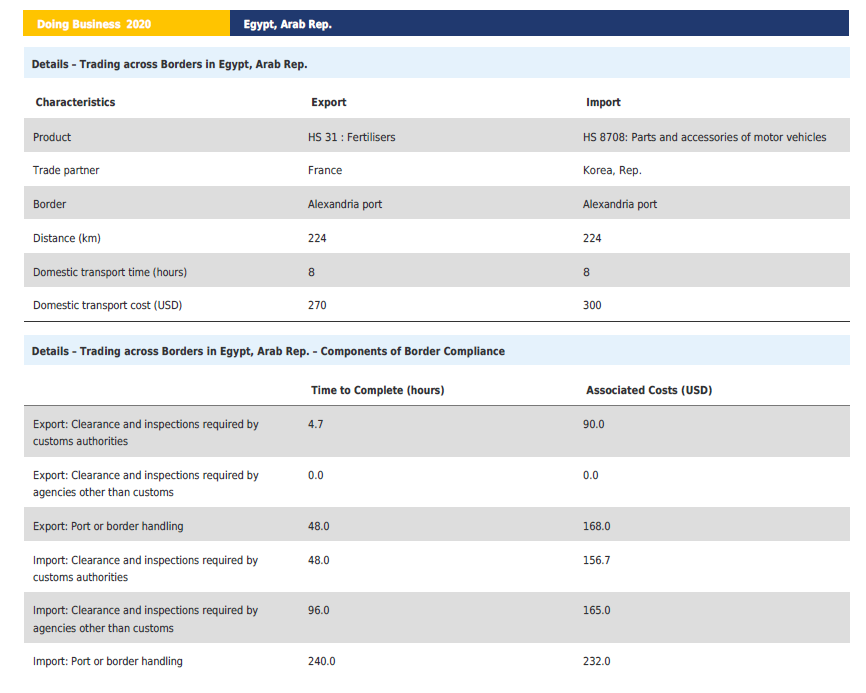 Doing Business 2020 Egypt, Arab Rep.
Details – Trading across Borders in Egypt, Arab Rep.
Characteristics Export Import
Product HS 31 : Fertilisers HS 8708: Parts and accessories of motor vehicles
Trade partner France Korea, Rep.
Border Alexandria port Alexandria port
Distance (km) 224 224
Domestic transport time (hours) 8 8
Domestic transport cost (USD) 270 300
Details – Trading across Borders in Egypt, Arab Rep. – Components of Border Compliance
Time to Complete (hours) Associated Costs (USD)
Export: Clearance and inspections required by 4.7 90.0
customs authorities
Export: Clearance and inspections required by 0.0 0.0
agencies other than customs
Export: Port or border handling 48.0 168.0
Import: Clearance and inspections required by 48.0 156.7
customs authorities
Import: Clearance and inspections required by 96.0 165.0
agencies other than customs
Import: Port or border handling 240.0 232.0